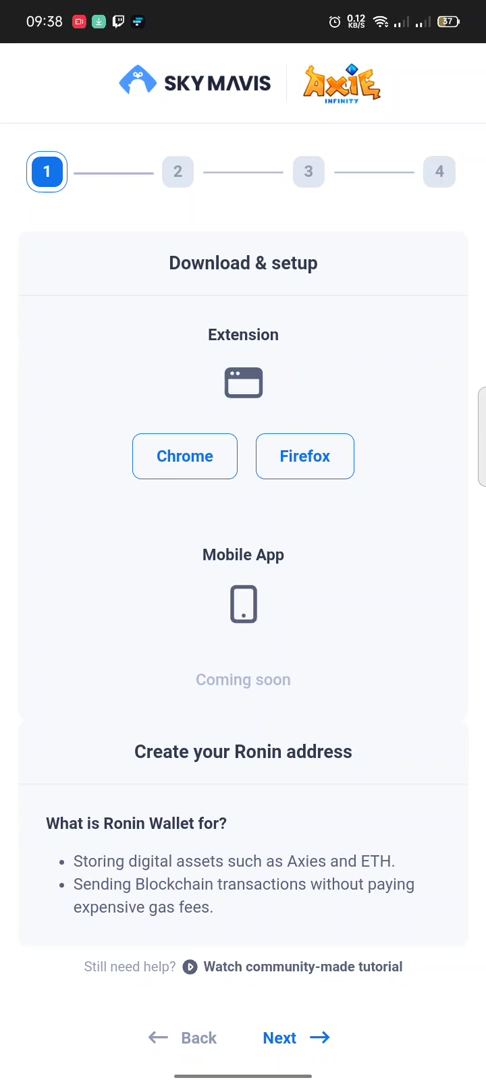 09:38
0.12
KB/S
37
SKY MAVIS
AXIE
INFINITY
1
2
3
4
Download & setup
Extension
Chrome
Firefox
Mobile App
Coming soon
Create your Ronin address
What is Ronin Wallet for?
• Storing digital assets such as Axies and ETH.
• Sending Blockchain transactions without paying
expensive gas fees.
Still need help? Watch community-made tutorial
← Back
Next →